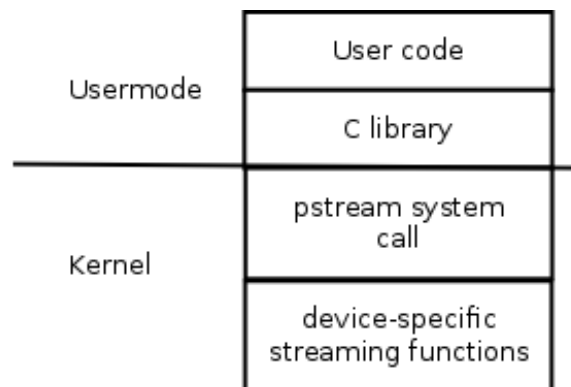 User code
Usermode
C library
pstream system
call
Kernel
device-specific
streaming functions